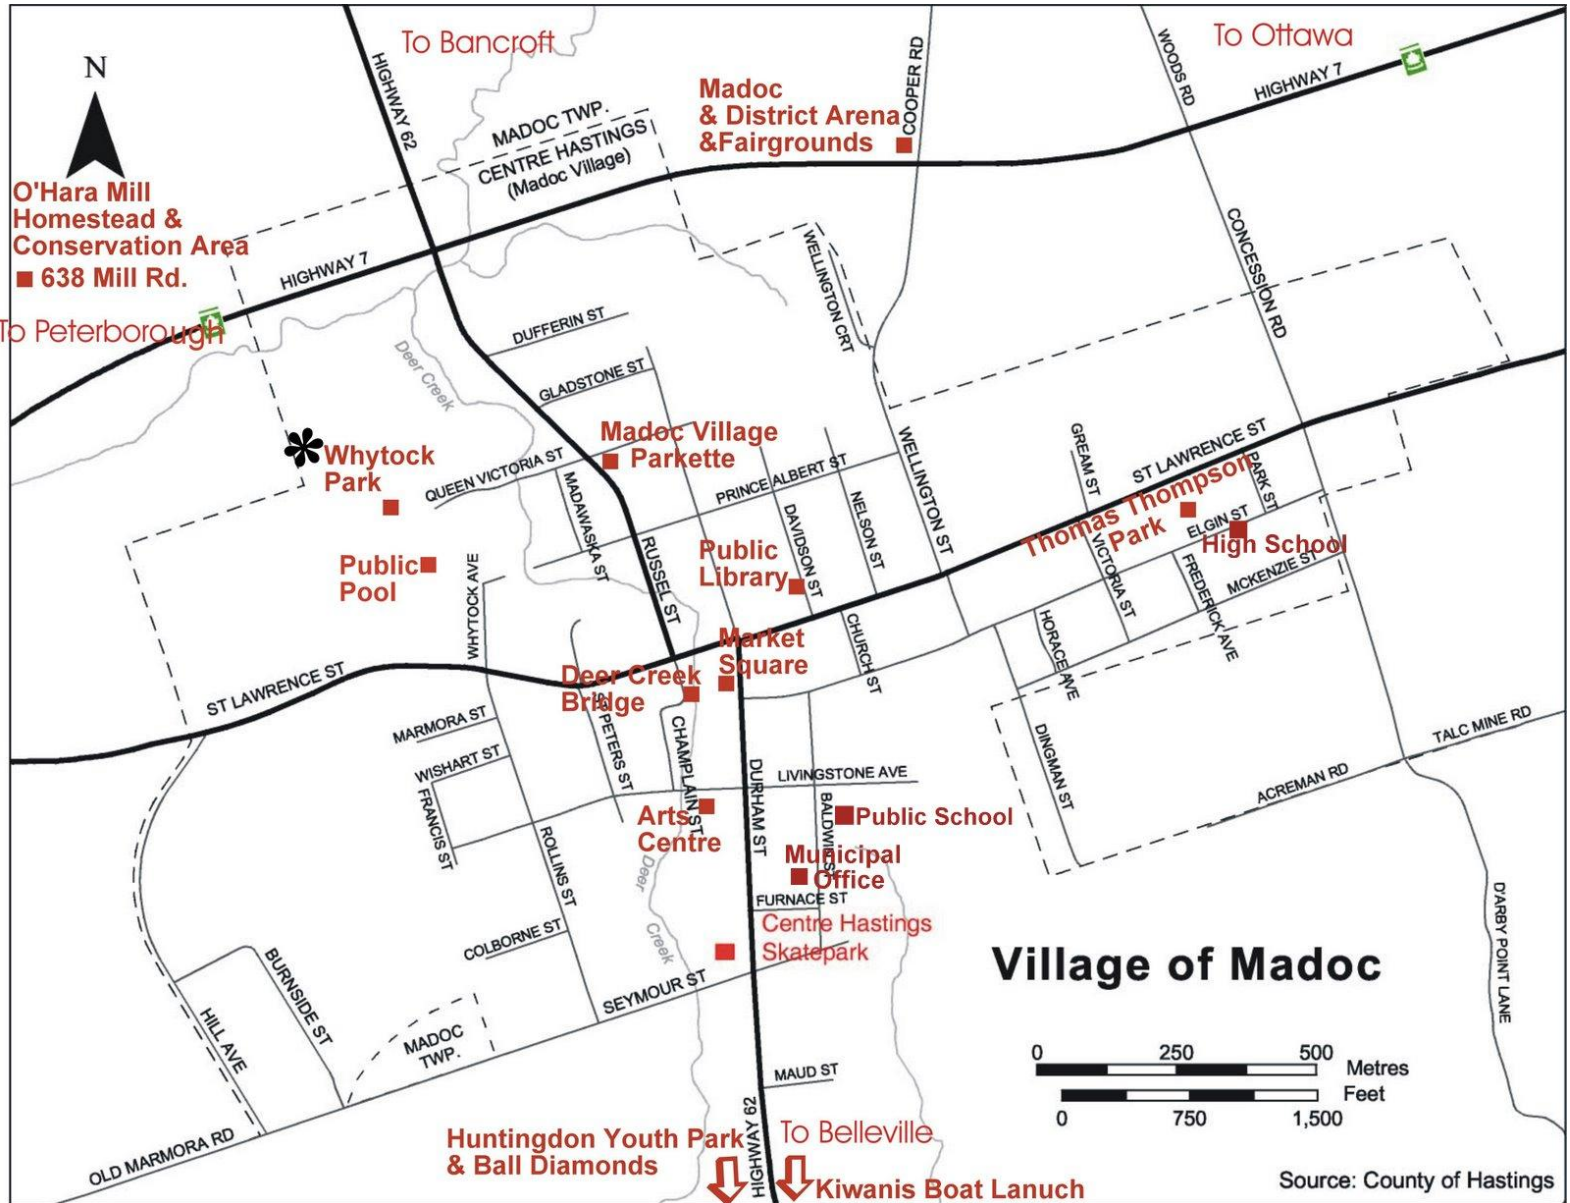 To Bancroft
To Ottawa
HIGHWAY 62
WOODS RD
HIGHWAY 7
COOPER RD
N
Madoc
& District Arena
&Fairgrounds
MADOC TWP.
CENTRE HASTINGS
(Madoc Village)
O'Hara Mill
Homestead &
Conservation Area
638 Mill Rd.
HIGHWAY 7
To Peterborough
WELLINGTON CRT
CONCESSION RD
DUFFERIN ST
Deer Creek
GLADSTONE ST
Madoc Village
Parkette
Whytock
Park
QUEEN VICTORIA ST
MADAWASKA ST
PRINCE ALBERT ST
WELLINGTON ST
GREAM ST
ST LAWRENCE ST
PARK ST
Thomas Thompson
Park
ELGIN ST
High School
DAVIDSON ST
NELSON ST
Public
Library
Public
Pool
WHYTOCK AVE
RUSSEL ST
VICTORIA ST
FREDERICK AVE
MCKENZIE ST
HORACE AVE
CHURCH ST
Market
Square
Deer Creek
Bridge
ST LAWRENCE ST
ST PETERS ST
MARMORA ST
WISHART ST
FRANCIS ST
CHAMPLAIN ST
DURHAM ST
LIVINGSTONE AVE
BALDWIN ST
DINGMAN ST
TALC MINE RD
ACREMAN RD
Arts
Centre
Public School
Municipal
Office
ROLLINS ST
Deer
Creek
FURNACE ST
Centre Hastings
Skatepark
COLBORNE ST
SEYMOUR ST
BURNSIDE ST
HILL AVE
MADOC
TWP.
D'ARBY POINT LANE
Village of Madoc
0 250 500
Metres
Feet
0 750 1,500
MAUD ST
HIGHWAY 62
OLD MARMORA RD
Huntingdon Youth Park
& Ball Diamonds
To Belleville
Kiwanis Boat Lanuch
Source: County of Hastings